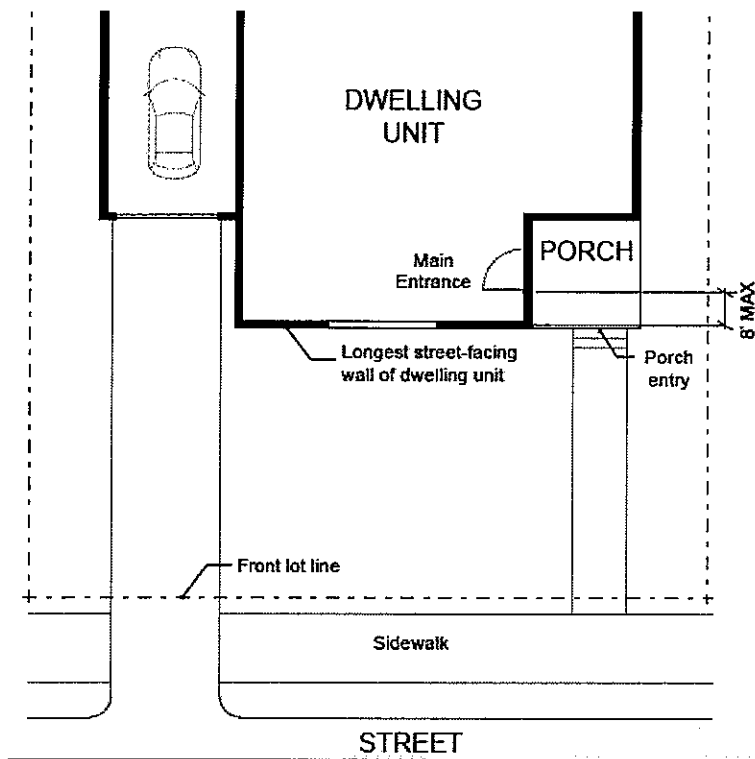 DWELLING
UNIT
Main
Entrance
PORCH
8' MAX
Longest street-facing
wall of dwelling unit
Porch
entry
Front lot line
Sidewalk
STREET